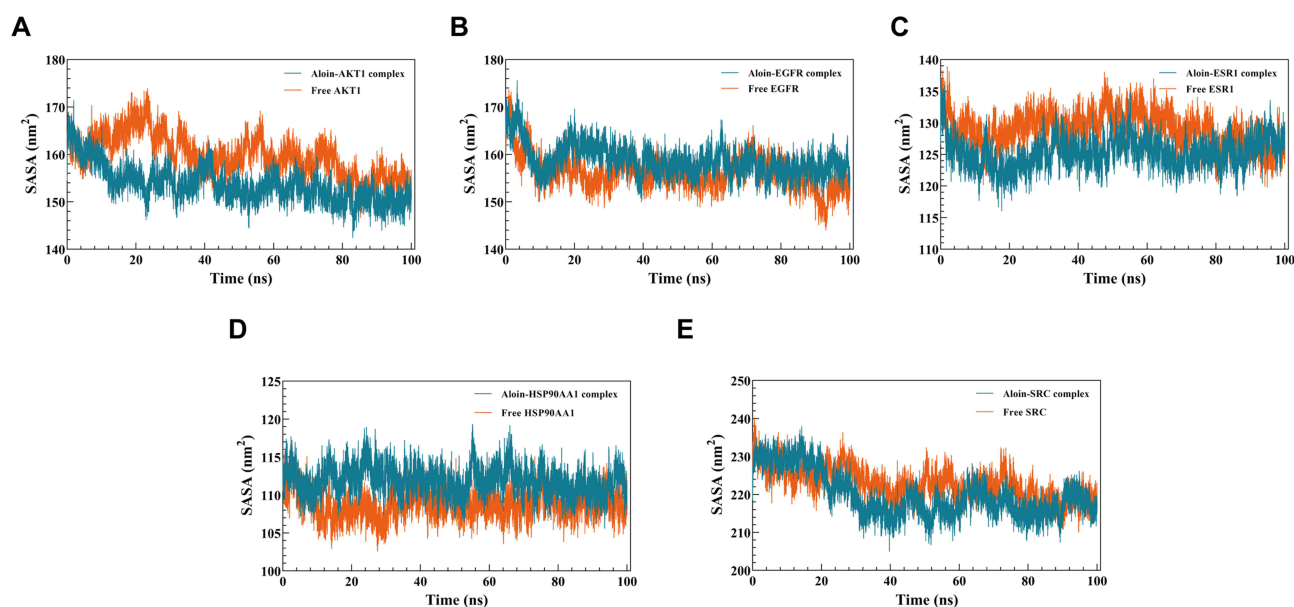 A
180
170
160
150
140
SASA (nm²)
Aloin-AKT1 complex
Free AKT1
0 20 40 60 80 100
Time (ns)
B
180
170
160
150
140
SASA (nm²)
Aloin-EGFR complex
Free EGFR
0 20 40 60 80 100
Time (ns)
C
140
135
130
125
120
115
110
SASA (nm²)
Aloin-ESR1 complex
Free ESR1
0 20 40 60 80 100
Time (ns)
D
125
120
115
110
105
100
SASA (nm²)
Aloin-HSP90AA1 complex
Free HSP90AA1
0 20 40 60 80 100
Time (ns)
E
250
240
230
220
210
200
SASA (nm²)
Aloin-SRC complex
Free SRC
0 20 40 60 80 100
Time (ns)